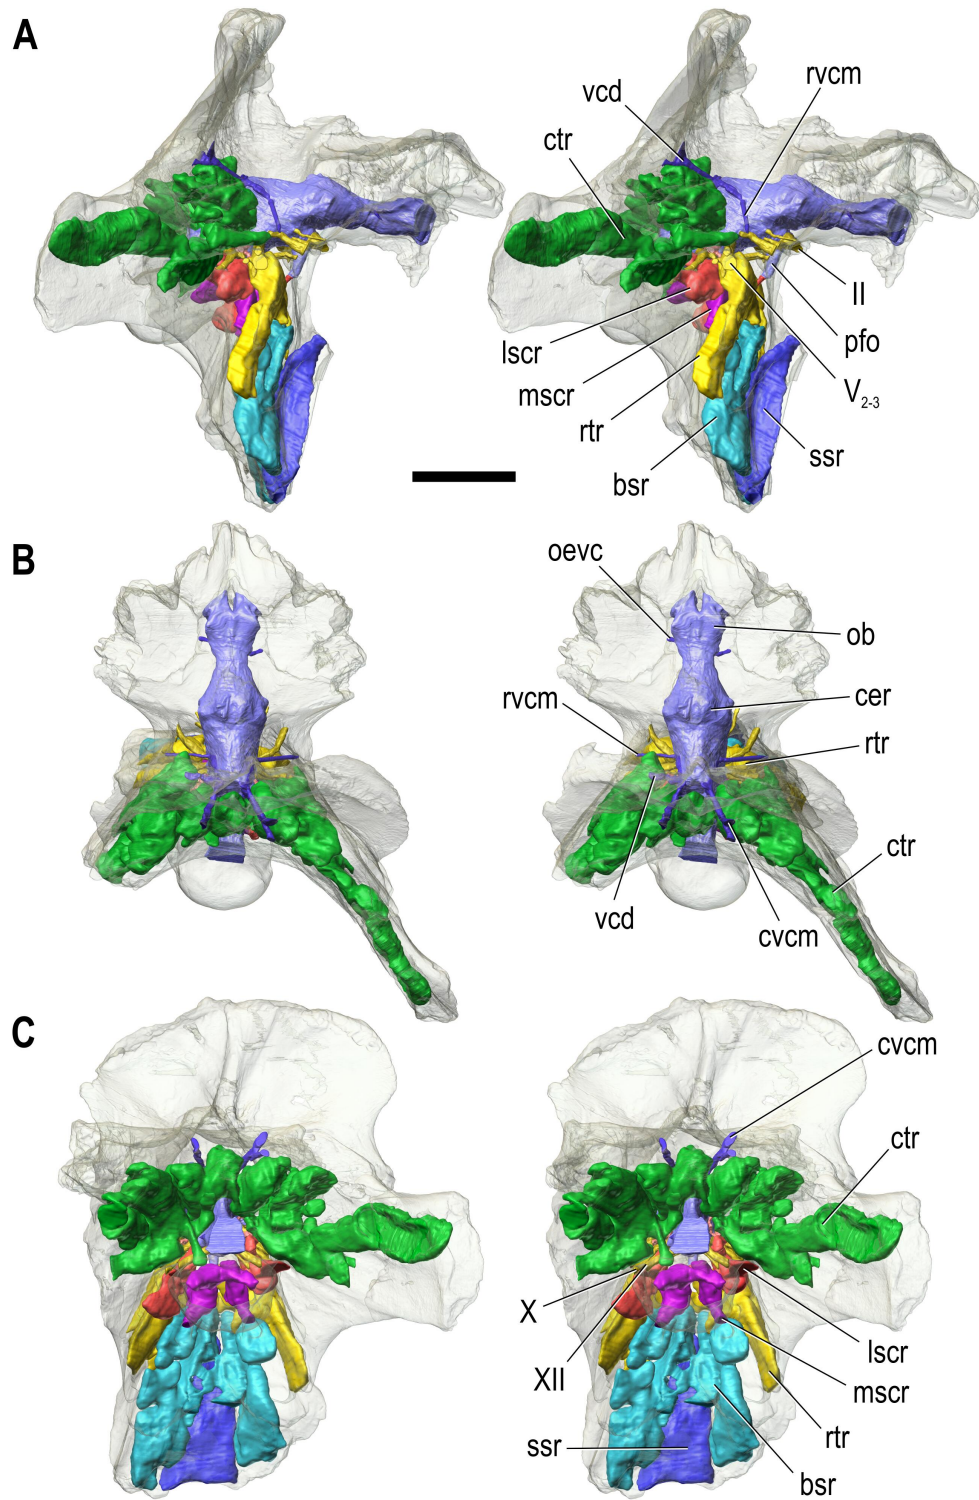 A
rvcm
vcd
ctr
II
lscr
pfo
mscr
V2-3
rtr
ssr
bsr
B
oevc
ob
rvcm
cer
rtr
ctr
vcd
cvcm
C
cvcm
ctr
X
lscr
XII
mscr
rtr
ssr
bsr